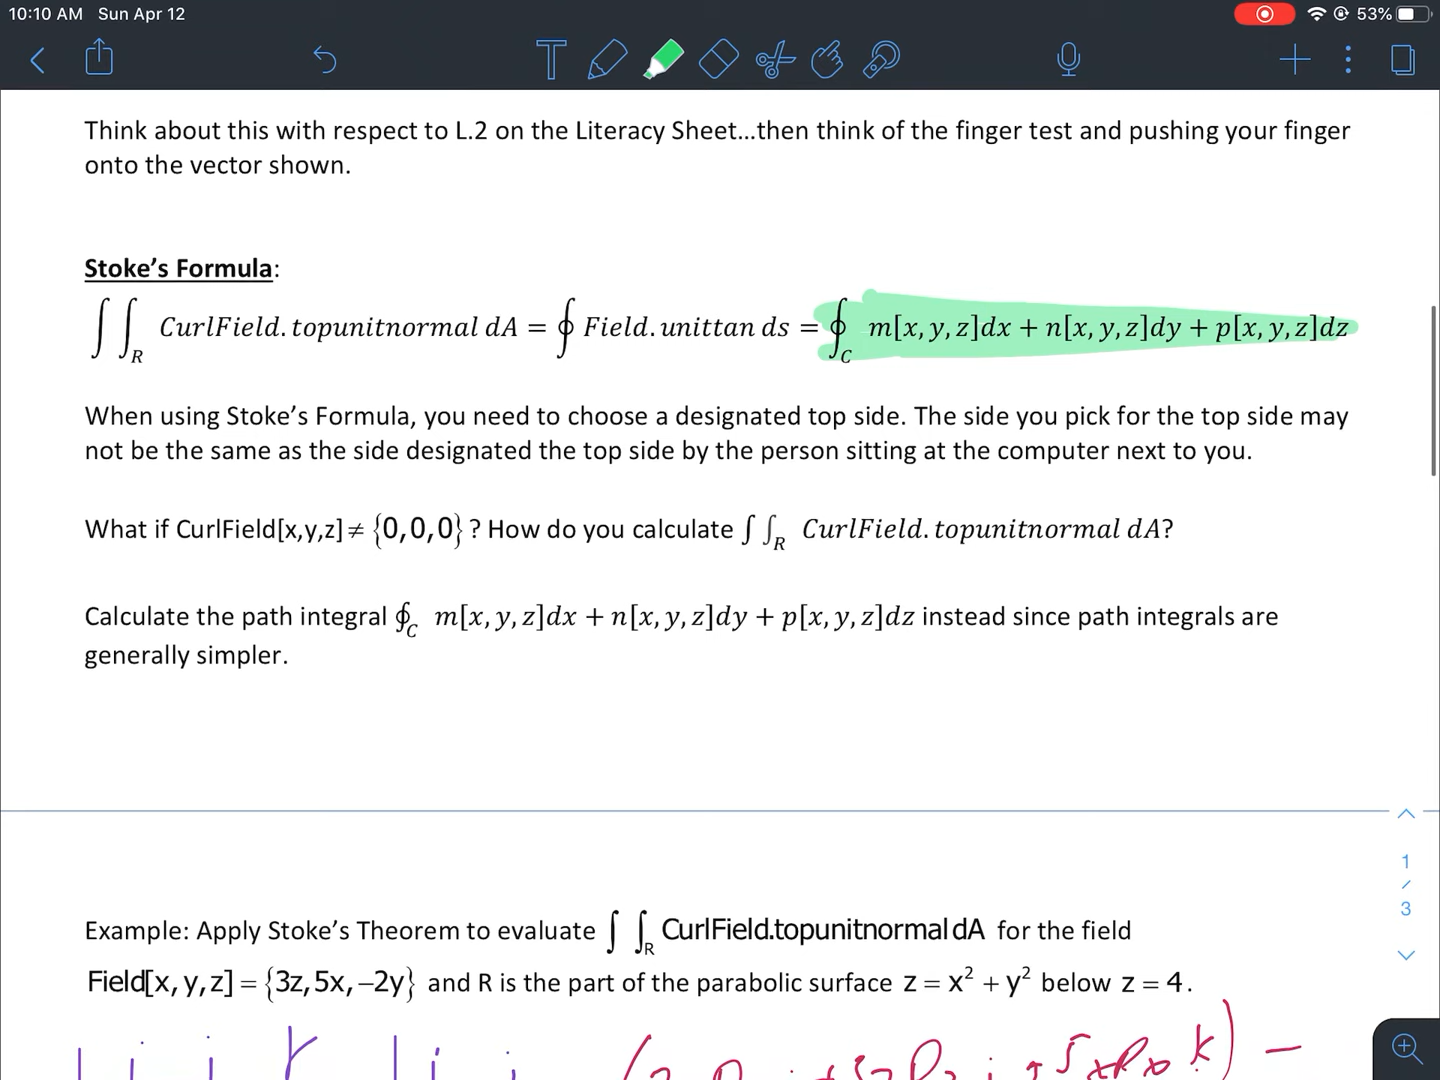 10:10 AM Sun Apr 12
53%
Think about this with respect to L.2 on the Literacy Sheet...then think of the finger test and pushing your finger
onto the vector shown.
Stoke's Formula:
∫∫_R CurlField.topunitnormal dA = ∮ Field.unittan ds = ∮_C m[x, y, z]dx + n[x, y, z]dy + p[x, y, z]dz
When using Stoke's Formula, you need to choose a designated top side. The side you pick for the top side may
not be the same as the side designated the top side by the person sitting at the computer next to you.
What if CurlField[x,y,z] ≠ {0,0,0} ? How do you calculate ∫∫_R CurlField.topunitnormal dA?
Calculate the path integral ∮_C m[x, y, z]dx + n[x, y, z]dy + p[x, y, z]dz instead since path integrals are
generally simpler.
1
/
3
Example: Apply Stoke's Theorem to evaluate ∫∫_R CurlField.topunitnormal dA for the field
Field[x, y, z] = {3z, 5x, −2y} and R is the part of the parabolic surface z = x² + y² below z = 4.